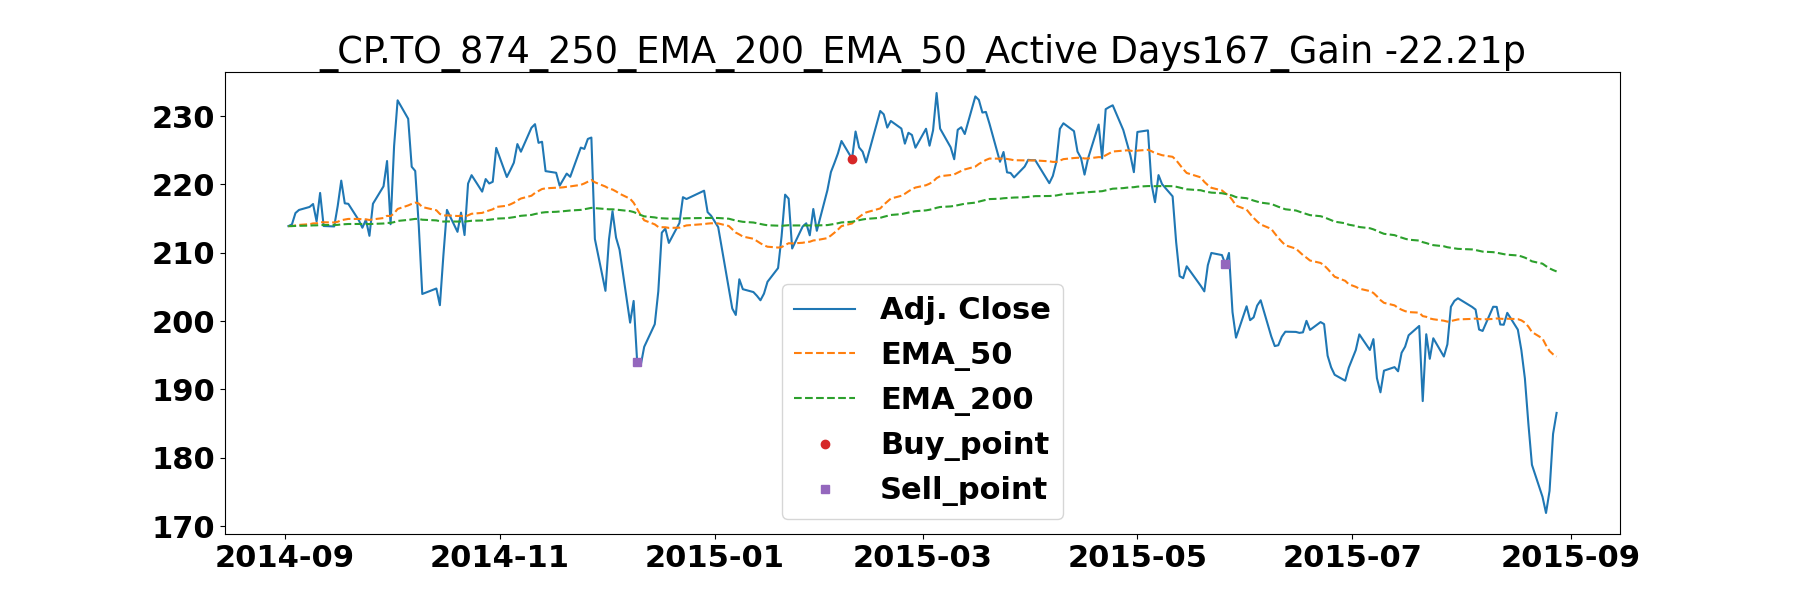 _CP.TO_874_250_EMA_200_EMA_50_Active Days167_Gain -22.21p
230
220
210
200
190
180
170
Adj. Close
EMA_50
EMA_200
Buy_point
Sell_point
2014-09 2014-11 2015-01 2015-03 2015-05 2015-07 2015-09